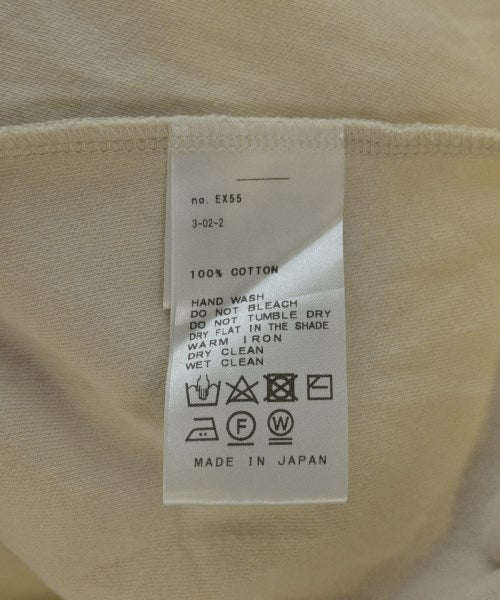 no. EX55
3-02-2
100% COTTON
HAND WASH
DO NOT BLEACH
DO NOT TUMBLE DRY
DRY FLAT IN THE SHADE
WARM IRON
DRY CLEAN
WET CLEAN
F W
MADE IN JAPAN